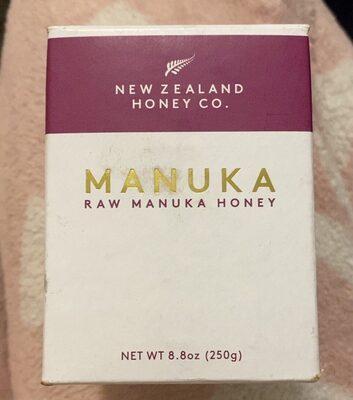 NEW ZEALAND
HONEY CO.
MANUKA
RAW MANUKA HONEY
NET WT 8.8oz (250g)